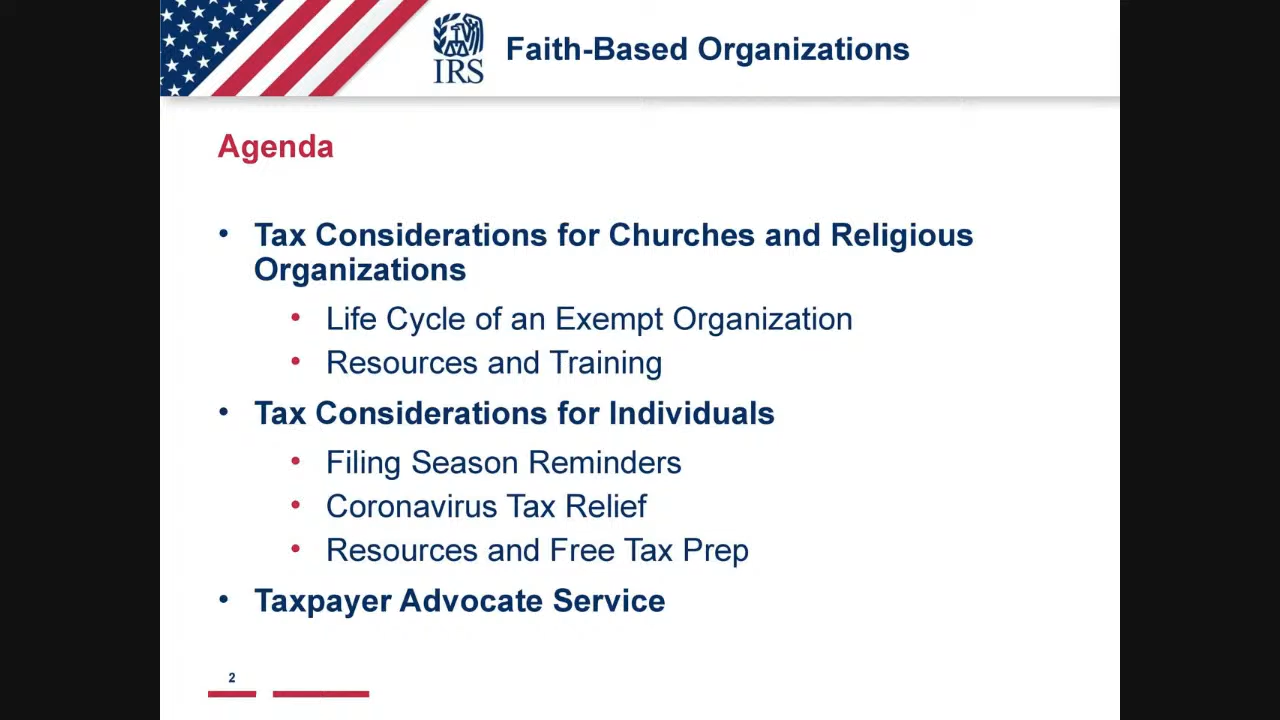 IRS
Faith-Based Organizations
Agenda
• Tax Considerations for Churches and Religious
Organizations
• Life Cycle of an Exempt Organization
• Resources and Training
• Tax Considerations for Individuals
• Filing Season Reminders
• Coronavirus Tax Relief
• Resources and Free Tax Prep
• Taxpayer Advocate Service
2